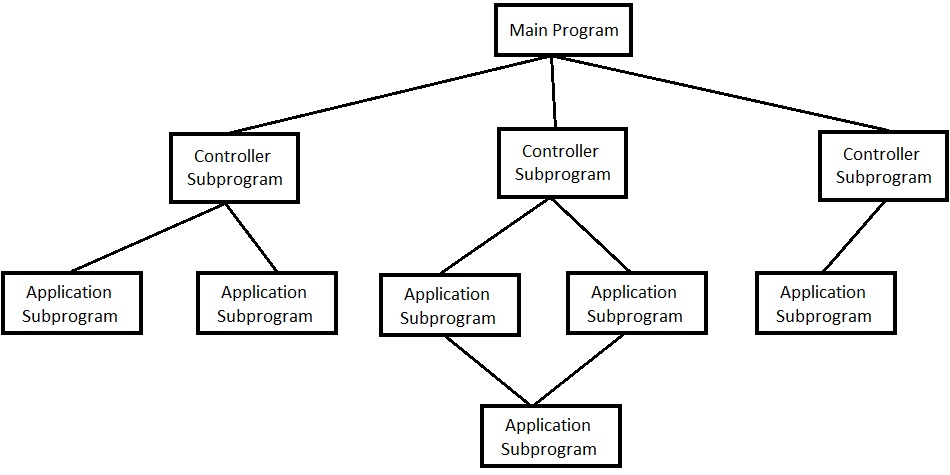 Main Program
Controller
Subprogram
Controller
Subprogram
Controller
Subprogram
Application
Subprogram
Application
Subprogram
Application
Subprogram
Application
Subprogram
Application
Subprogram
Application
Subprogram